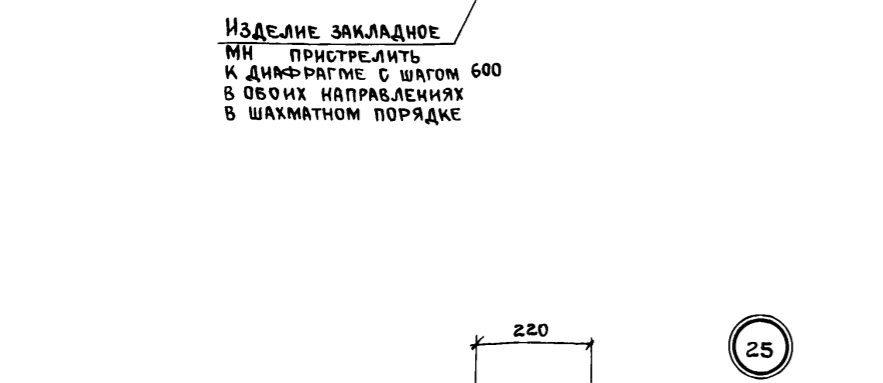 ИЗДЕЛИЕ ЗАКЛАДНОЕ
МН ПРИСТРЕЛИТЬ
К ДИАФРАГМЕ С ШАГОМ 600
В ОБОИХ НАПРАВЛЕНИЯХ
В ШАХМАТНОМ ПОРЯДКЕ
220
25